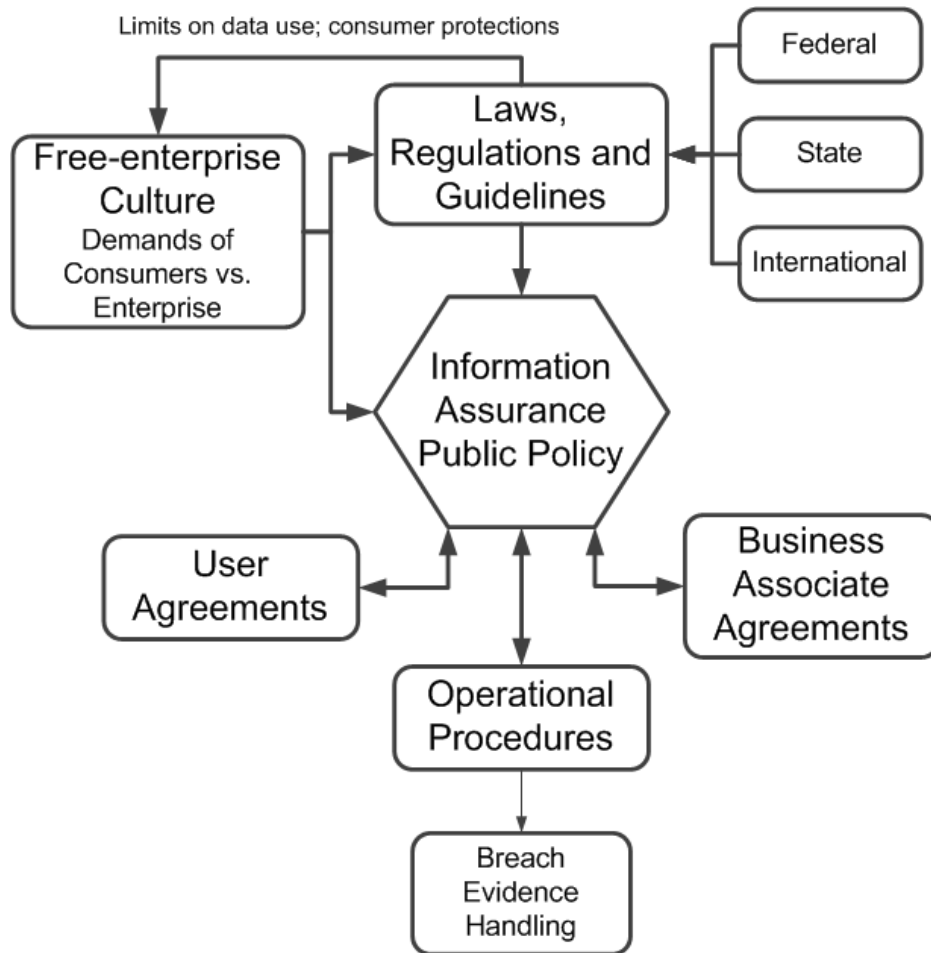 Limits on data use; consumer protections
Federal
Laws,
Regulations and
Guidelines
State
International
Free-enterprise
Culture
Demands of
Consumers vs.
Enterprise
Information
Assurance
Public Policy
User
Agreements
Business
Associate
Agreements
Operational
Procedures
Breach
Evidence
Handling